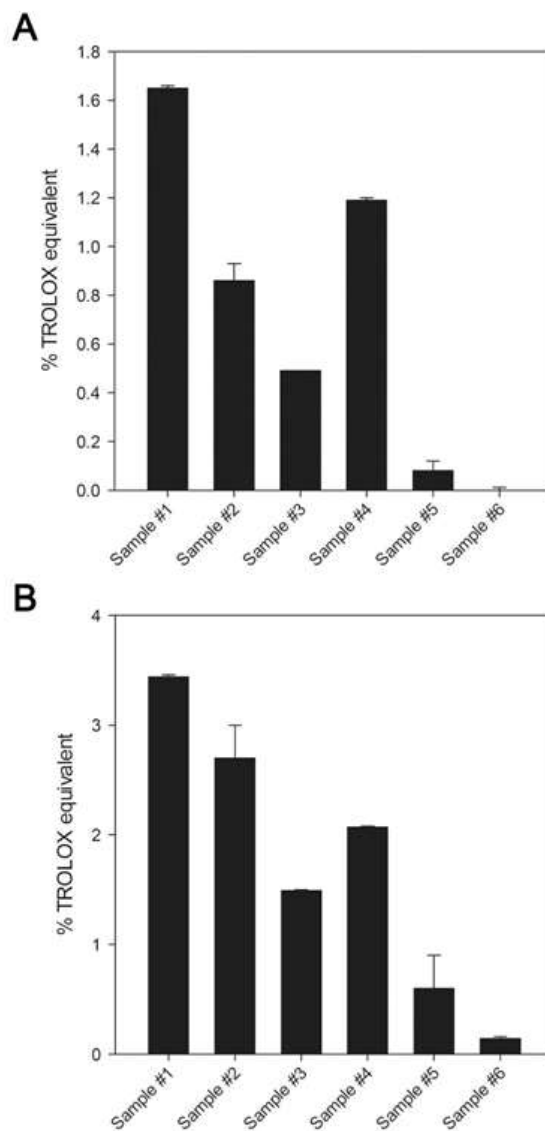 A
% TROLOX equivalent
1.8
1.6
1.4
1.2
1.0
0.8
0.6
0.4
0.2
0.0
Sample #1
Sample #2
Sample #3
Sample #4
Sample #5
Sample #6
B
% TROLOX equivalent
4
3
2
1
0
Sample #1
Sample #2
Sample #3
Sample #4
Sample #5
Sample #6